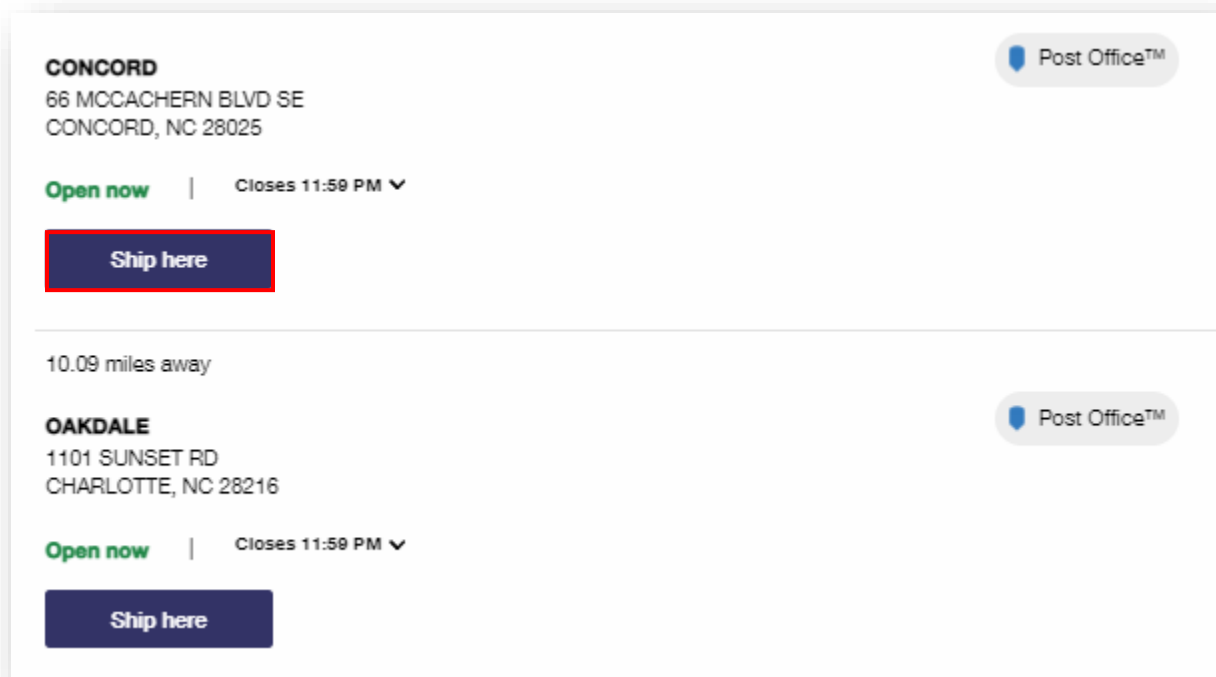 CONCORD
Post Office™
66 MCCACHERN BLVD SE
CONCORD, NC 28025
Open now | Closes 11:59 PM
Ship here
10.09 miles away
OAKDALE
Post Office™
1101 SUNSET RD
CHARLOTTE, NC 28216
Open now | Closes 11:59 PM
Ship here